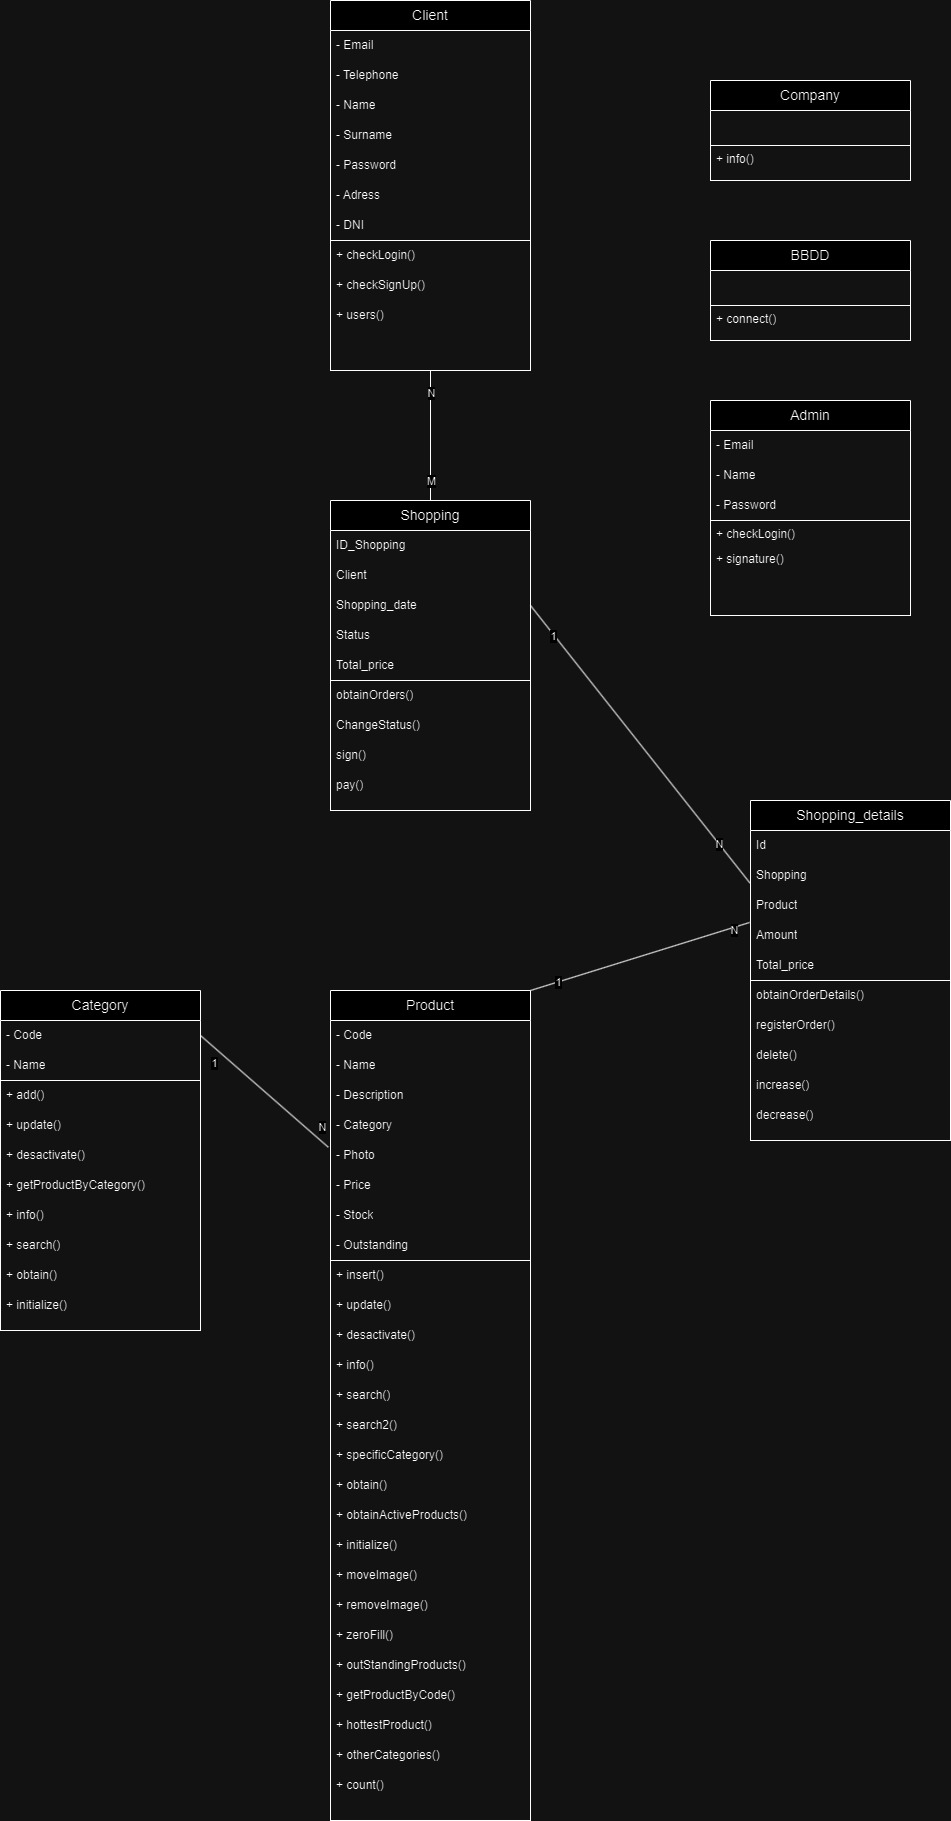 Client
- Email
- Telephone
- Name
- Surname
- Password
- Adress
- DNI
+ checkLogin()
+ checkSignUp()
+ users()
Company
+ info()
BBDD
+ connect()
Admin
- Email
- Name
- Password
+ checkLogin()
+ signature()
N
M
Shopping
ID_Shopping
Client
Shopping_date
Status
Total_price
obtainOrders()
ChangeStatus()
sign()
pay()
1
N
Shopping_details
Id
Shopping
Product
Amount
Total_price
obtainOrderDetails()
registerOrder()
delete()
increase()
decrease()
N
1
Category
- Code
- Name
+ add()
+ update()
+ desactivate()
+ getProductByCategory()
+ info()
+ search()
+ obtain()
+ initialize()
1
N
Product
- Code
- Name
- Description
- Category
- Photo
- Price
- Stock
- Outstanding
+ insert()
+ update()
+ desactivate()
+ info()
+ search()
+ search2()
+ specificCategory()
+ obtain()
+ obtainActiveProducts()
+ initialize()
+ moveImage()
+ removeImage()
+ zeroFill()
+ outStandingProducts()
+ getProductByCode()
+ hottestProduct()
+ otherCategories()
+ count()